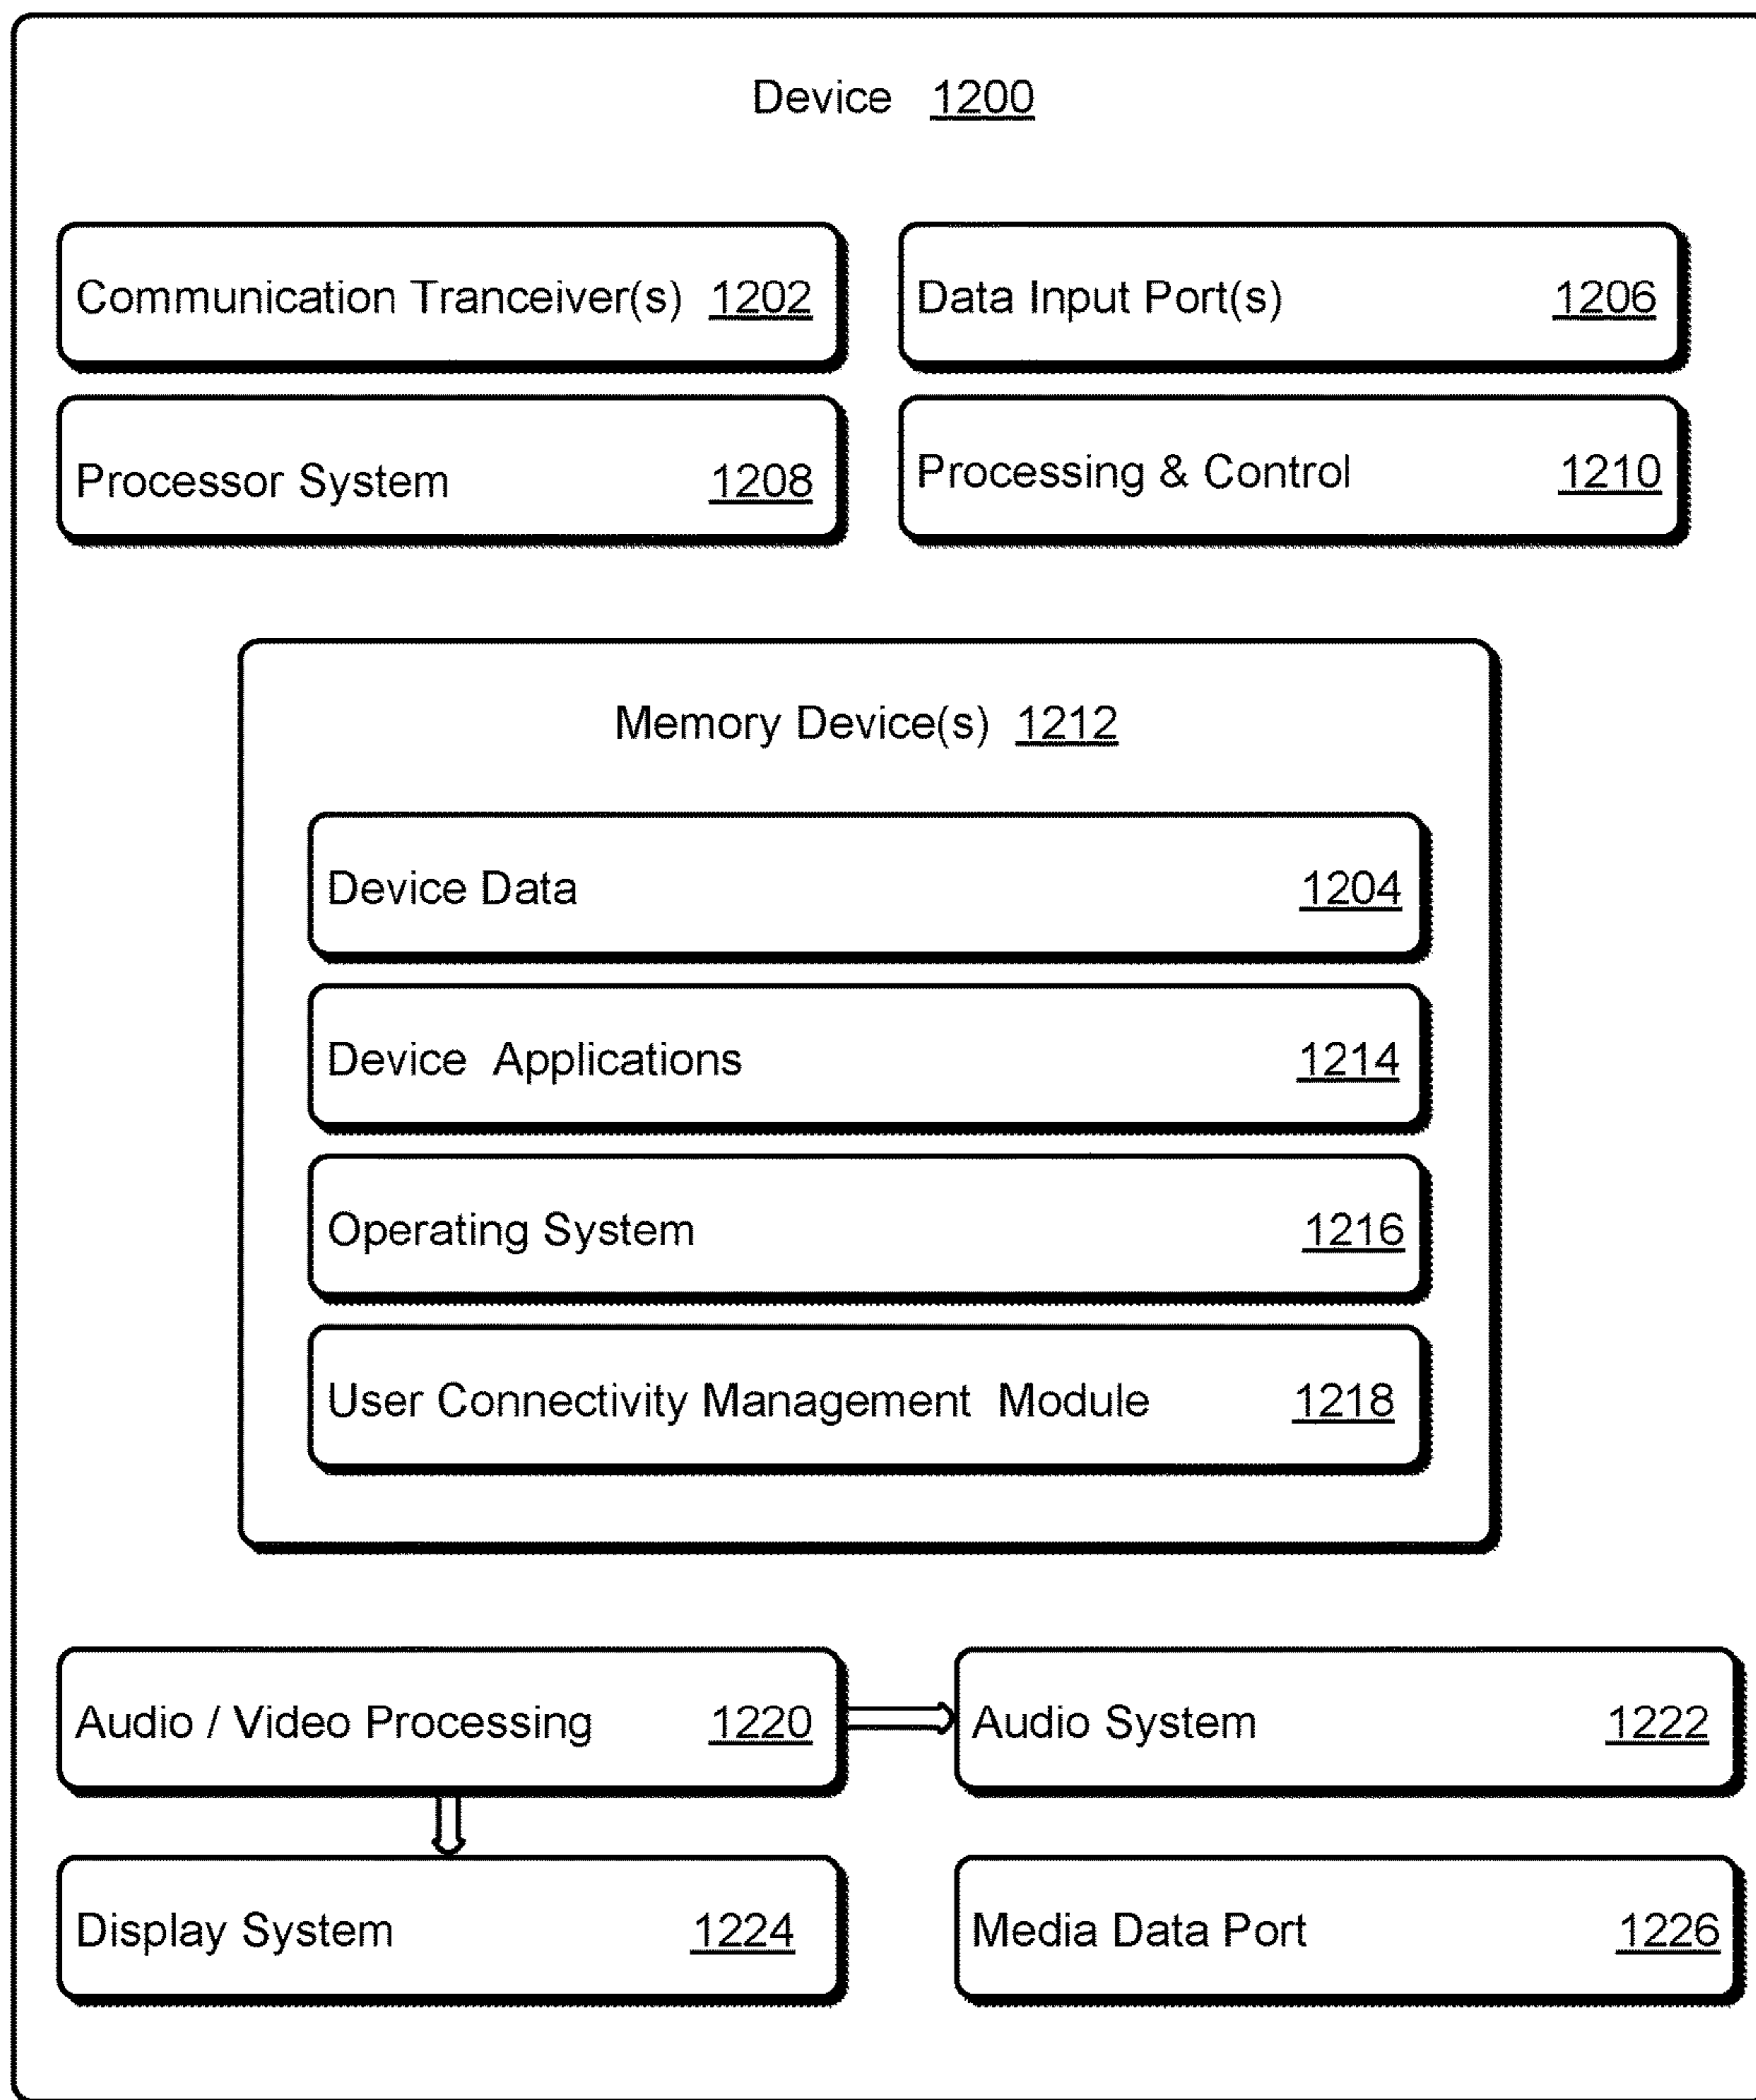 Device 1200
Communication Tranceiver(s) 1202
Data Input Port(s) 1206
Processor System 1208
Processing & Control 1210
Memory Device(s) 1212
Device Data 1204
Device Applications 1214
Operating System 1216
User Connectivity Management Module 1218
Audio / Video Processing 1220
Audio System 1222
Display System 1224
Media Data Port 1226